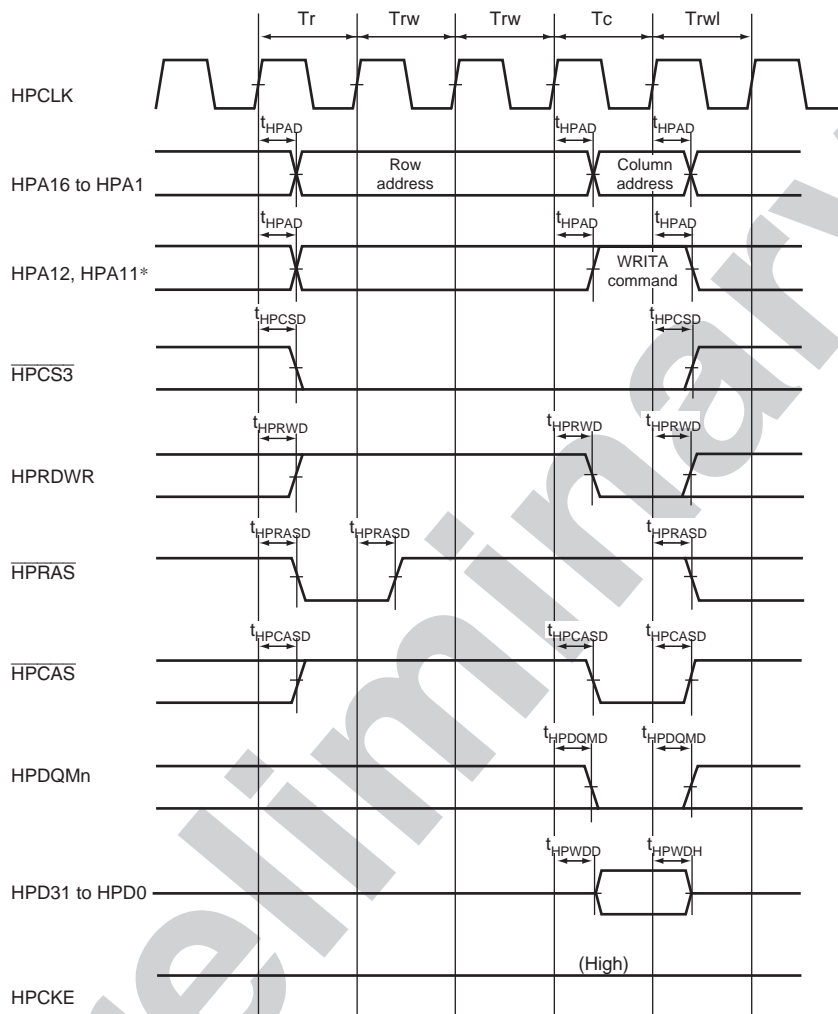 Tr Trw Trw Tc Trwl
HPCLK
tHPAD tHPAD tHPAD
HPA16 to HPA1
Row
address
Column
address
tHPAD tHPAD tHPAD
HPA12, HPA11*
WRITA
command
tHPCSD tHPCSD
HPCS3
tHPRWD tHPRWD tHPRWD
HPRDWR
tHPRASD tHPRASD tHPRASD
HPRAS
tHPCASD tHPCASD tHPCASD
HPCAS
tHPDQMD tHPDQMD
HPDQMn
tHPWDD tHPWDH
HPD31 to HPD0
(High)
HPCKE
eliminary